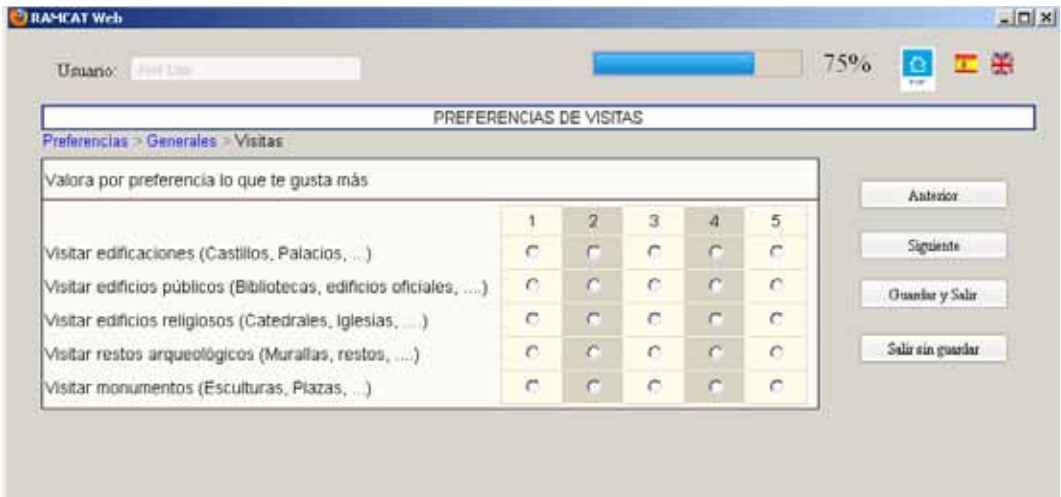 RAMCAT Web
Usuario:
75%
PREFERENCIAS DE VISITAS
Preferencias > Generales > Visitas
Valora por preferencia lo que te gusta más
1 2 3 4 5
Visitar edificaciones (Castillos, Palacios, ...)
Visitar edificios públicos (Bibliotecas, edificios oficiales, ....)
Visitar edificios religiosos (Catedrales, Iglesias, ....)
Visitar restos arqueológicos (Murallas, restos, ....)
Visitar monumentos (Esculturas, Plazas, ....)
Anterior
Siguiente
Guardar y Salir
Salir sin guardar